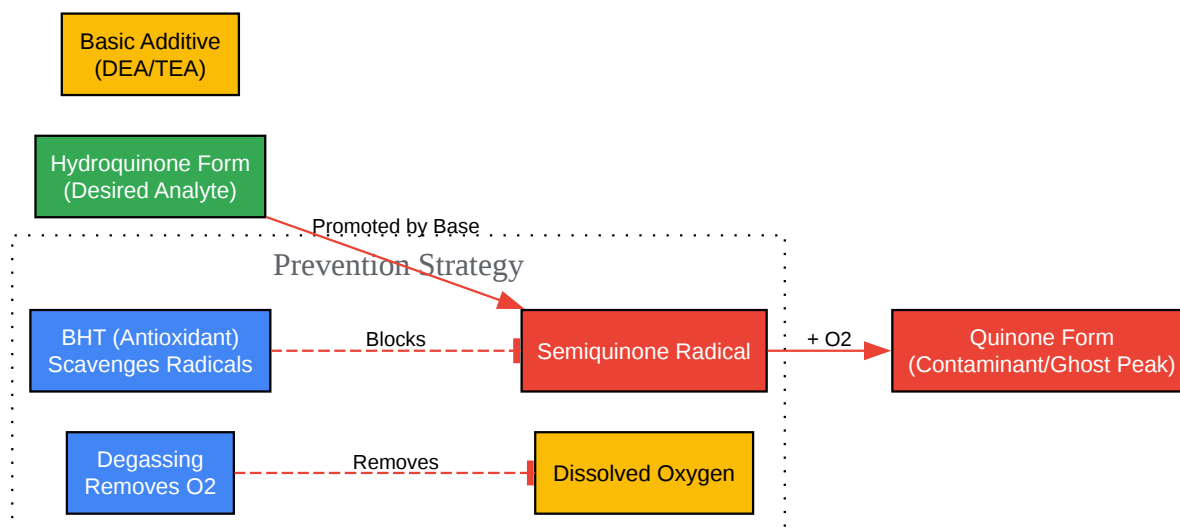 Basic Additive
(DEA/TEA)
Hydroquinone Form
(Desired Analyte)
Promoted by Base
Prevention Strategy
BHT (Antioxidant)
Scavenges Radicals
Blocks
Semiquinone Radical
+ O2
Quinone Form
(Contaminant/Ghost Peak)
Degassing
Removes O2
Removes
Dissolved Oxygen